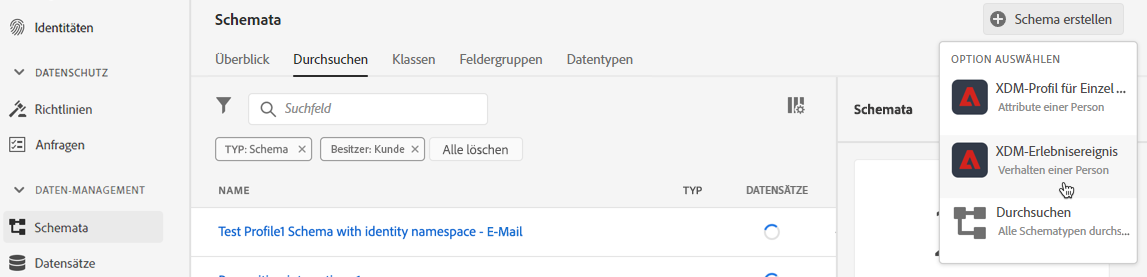 Identitäten
DATENSCHUTZ
Richtlinien
Anfragen
DATEN-MANAGEMENT
Schemata
Datensätze
Schemata
Schema erstellen
Überblick Durchsuchen Klassen Feldergruppen Datentypen
Suchfeld
TYP: Schema × Besitzer: Kunde × Alle löschen
NAME TYP DATENSÄTZE
Test Profile1 Schema with identity namespace - E-Mail
Schemata
OPTION AUSWÄHLEN
XDM-Profil für Einzel ...
Attribute einer Person
XDM-Erlebnisereignis
Verhalten einer Person
Durchsuchen
Alle Schematypen durchs...